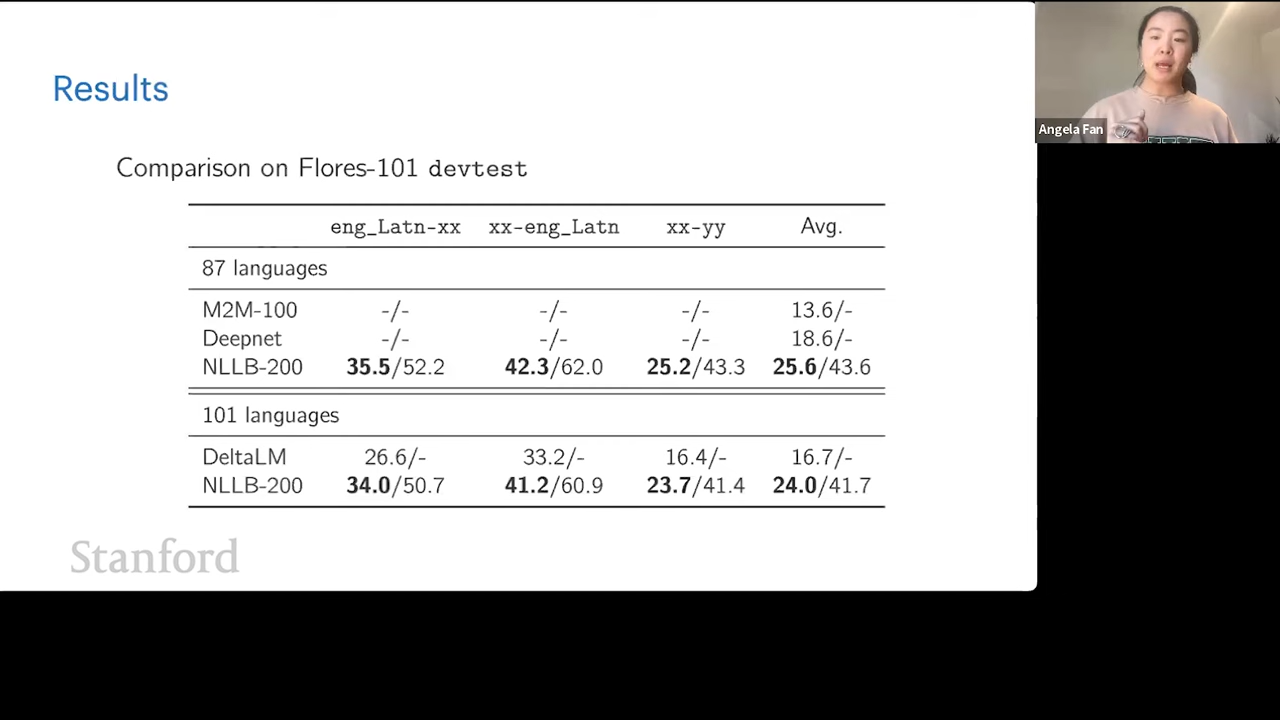 Results
Comparison on Flores-101 devtest
eng_Latn-xx xx-eng_Latn xx-yy Avg.
87 languages
M2M-100 -/- -/- -/- 13.6/-
Deepnet -/- -/- -/- 18.6/-
NLLB-200 35.5/52.2 42.3/62.0 25.2/43.3 25.6/43.6
101 languages
DeltaLM 26.6/- 33.2/- 16.4/- 16.7/-
NLLB-200 34.0/50.7 41.2/60.9 23.7/41.4 24.0/41.7
Stanford
Angela Fan